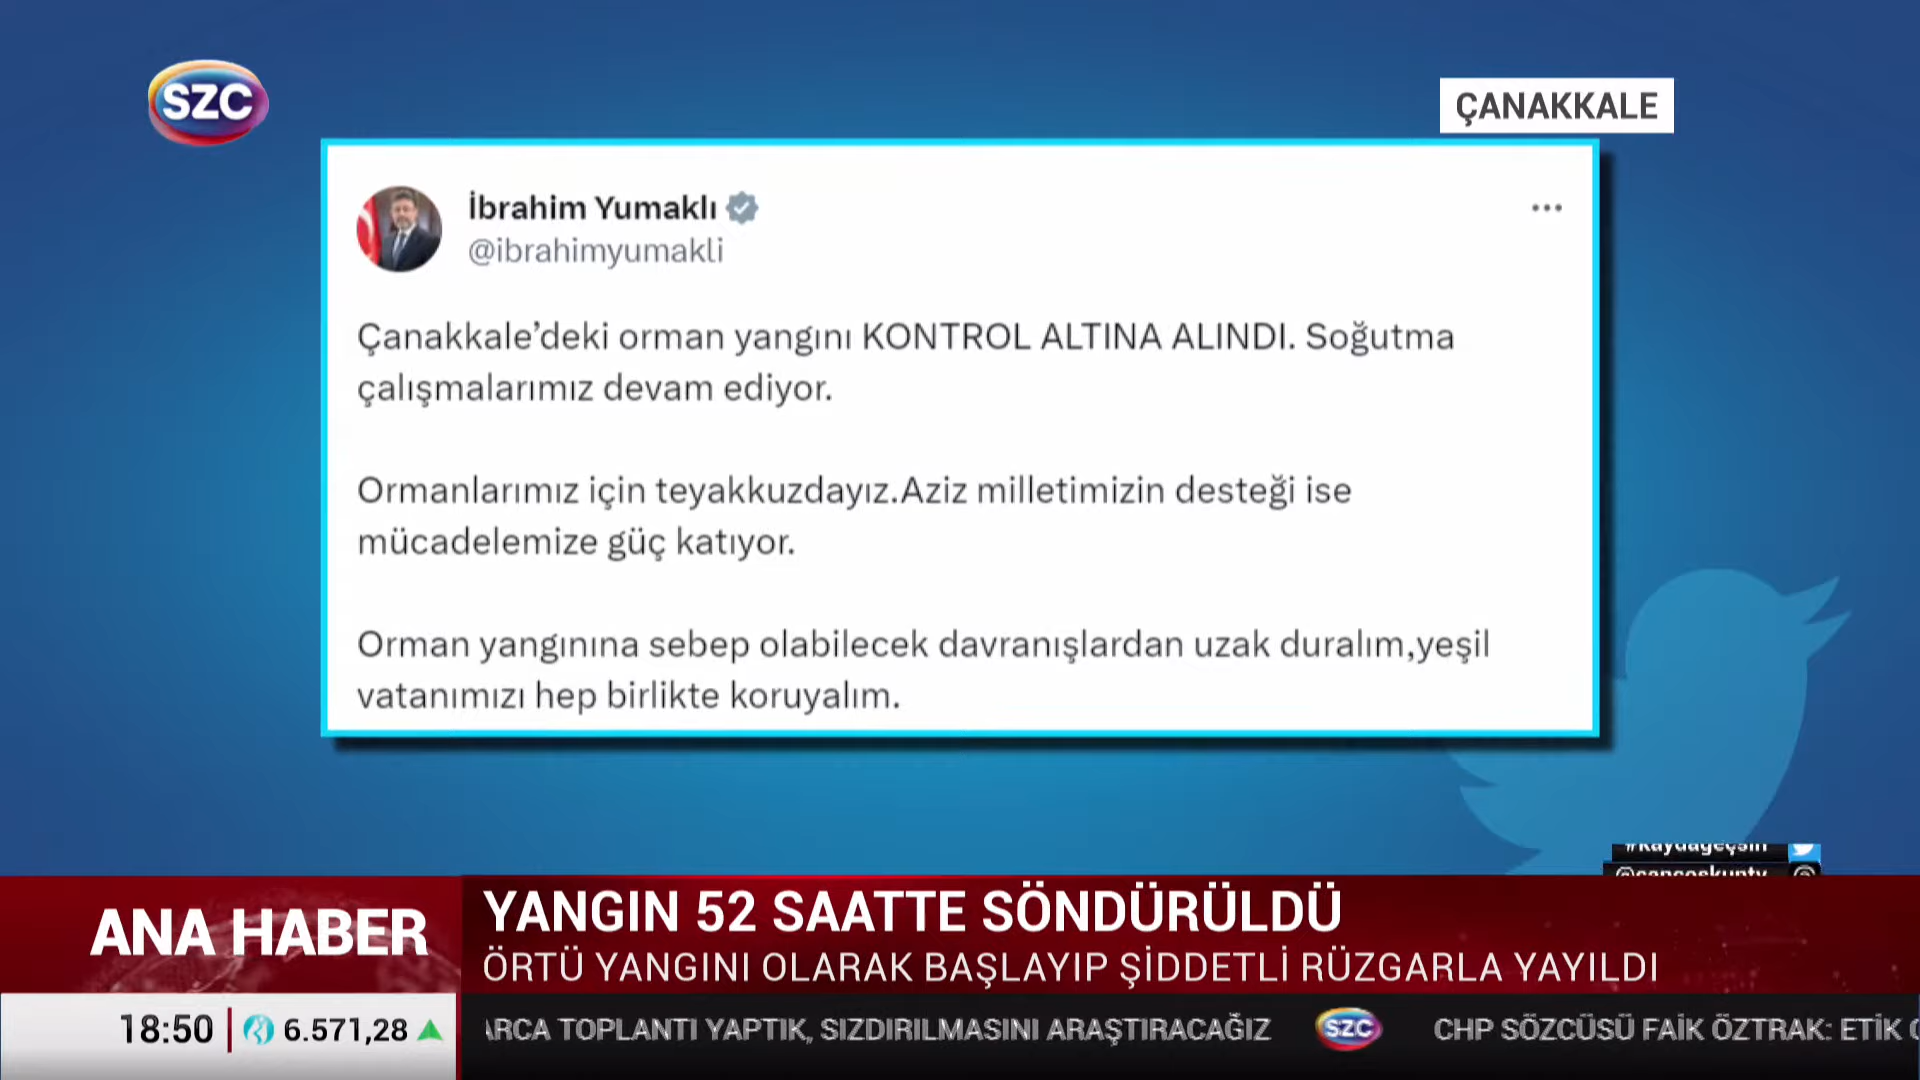 SZC
ÇANAKKALE
İbrahim Yumaklı
@ibrahimyumakli
Çanakkale’deki orman yangını KONTROL ALTINA ALINDI. Soğutma
çalışmalarımız devam ediyor.
Ormanlarımız için teyakkuzdayız.Aziz milletimizin desteği ise
mücadelemize güç katıyor.
Orman yangınına sebep olabilecek davranışlardan uzak duralım,yeşil
vatanımızı hep birlikte koruyalım.
#kaydageçsin
@cancoskuntv
ANA HABER
YANGIN 52 SAATTE SÖNDÜRÜLDÜ
ÖRTÜ YANGINI OLARAK BAŞLAYIP ŞİDDETLİ RÜZGARLA YAYILDI
18:50 6.571,28
ARCA TOPLANTI YAPTIK, SIZDIRILMASINI ARAŞTIRACAĞIZ SZC CHP SÖZCÜSÜ FAİK ÖZTRAK: ETİK